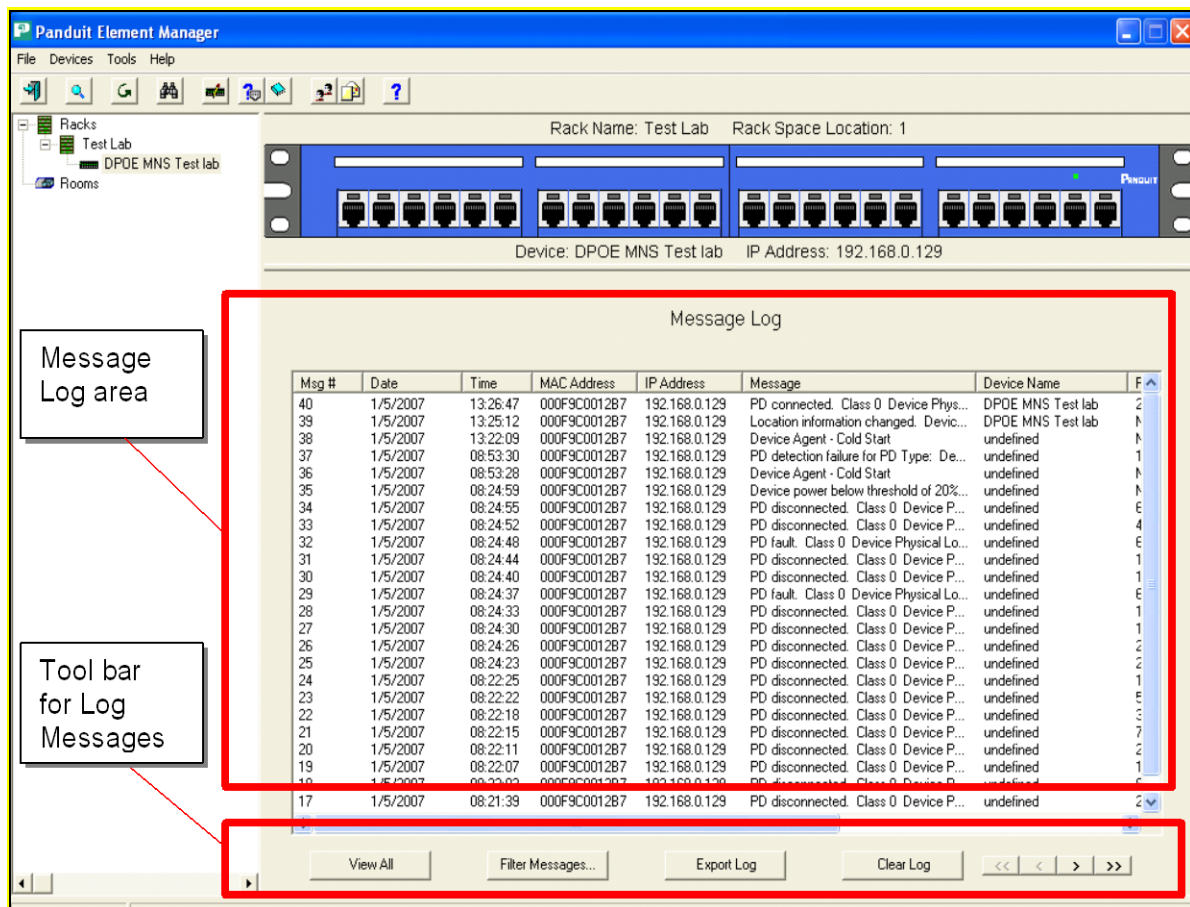 Panduit Element Manager
File Devices Tools Help
Racks
Test Lab
DPOE MNS Test lab
Rooms
Rack Name: Test Lab Rack Space Location: 1
PANDUIT
Device: DPOE MNS Test lab IP Address: 192.168.0.129
Message Log area
Tool bar for Log Messages
Message Log
Msg # Date Time MAC Address IP Address Message Device Name
40 1/5/2007 13:26:47 000F9C0012B7 192.168.0.129 PD connected. Class 0 Device Phys... DPOE MNS Test lab 2
39 1/5/2007 13:25:12 000F9C0012B7 192.168.0.129 Location information changed. Devic... DPOE MNS Test lab
38 1/5/2007 13:22:09 000F9C0012B7 192.168.0.129 Device Agent - Cold Start undefined
37 1/5/2007 08:53:30 000F9C0012B7 192.168.0.129 PD detection failure for PD Type: De... undefined 1
36 1/5/2007 08:53:28 000F9C0012B7 192.168.0.129 Device Agent - Cold Start undefined
35 1/5/2007 08:24:59 000F9C0012B7 192.168.0.129 Device power below threshold of 20%... undefined
34 1/5/2007 08:24:55 000F9C0012B7 192.168.0.129 PD disconnected. Class 0 Device P... undefined
33 1/5/2007 08:24:52 000F9C0012B7 192.168.0.129 PD disconnected. Class 0 Device P... undefined 4
32 1/5/2007 08:24:48 000F9C0012B7 192.168.0.129 PD fault. Class 0 Device Physical Lo... undefined
31 1/5/2007 08:24:44 000F9C0012B7 192.168.0.129 PD disconnected. Class 0 Device P... undefined 1
30 1/5/2007 08:24:40 000F9C0012B7 192.168.0.129 PD disconnected. Class 0 Device P... undefined 1
29 1/5/2007 08:24:37 000F9C0012B7 192.168.0.129 PD fault. Class 0 Device Physical Lo... undefined
28 1/5/2007 08:24:33 000F9C0012B7 192.168.0.129 PD disconnected. Class 0 Device P... undefined 1
27 1/5/2007 08:24:30 000F9C0012B7 192.168.0.129 PD disconnected. Class 0 Device P... undefined 1
26 1/5/2007 08:24:26 000F9C0012B7 192.168.0.129 PD disconnected. Class 0 Device P... undefined 2
25 1/5/2007 08:24:23 000F9C0012B7 192.168.0.129 PD disconnected. Class 0 Device P... undefined 2
24 1/5/2007 08:22:25 000F9C0012B7 192.168.0.129 PD disconnected. Class 0 Device P... undefined 1
23 1/5/2007 08:22:22 000F9C0012B7 192.168.0.129 PD disconnected. Class 0 Device P... undefined
22 1/5/2007 08:22:18 000F9C0012B7 192.168.0.129 PD disconnected. Class 0 Device P... undefined
21 1/5/2007 08:22:15 000F9C0012B7 192.168.0.129 PD disconnected. Class 0 Device P... undefined 7
20 1/5/2007 08:22:11 000F9C0012B7 192.168.0.129 PD disconnected. Class 0 Device P... undefined 2
19 1/5/2007 08:22:07 000F9C0012B7 192.168.0.129 PD disconnected. Class 0 Device P... undefined 1
17 1/5/2007 08:21:39 000F9C0012B7 192.168.0.129 PD disconnected. Class 0 Device P... undefined 2
View All Filter Messages... Export Log Clear Log << < > >>